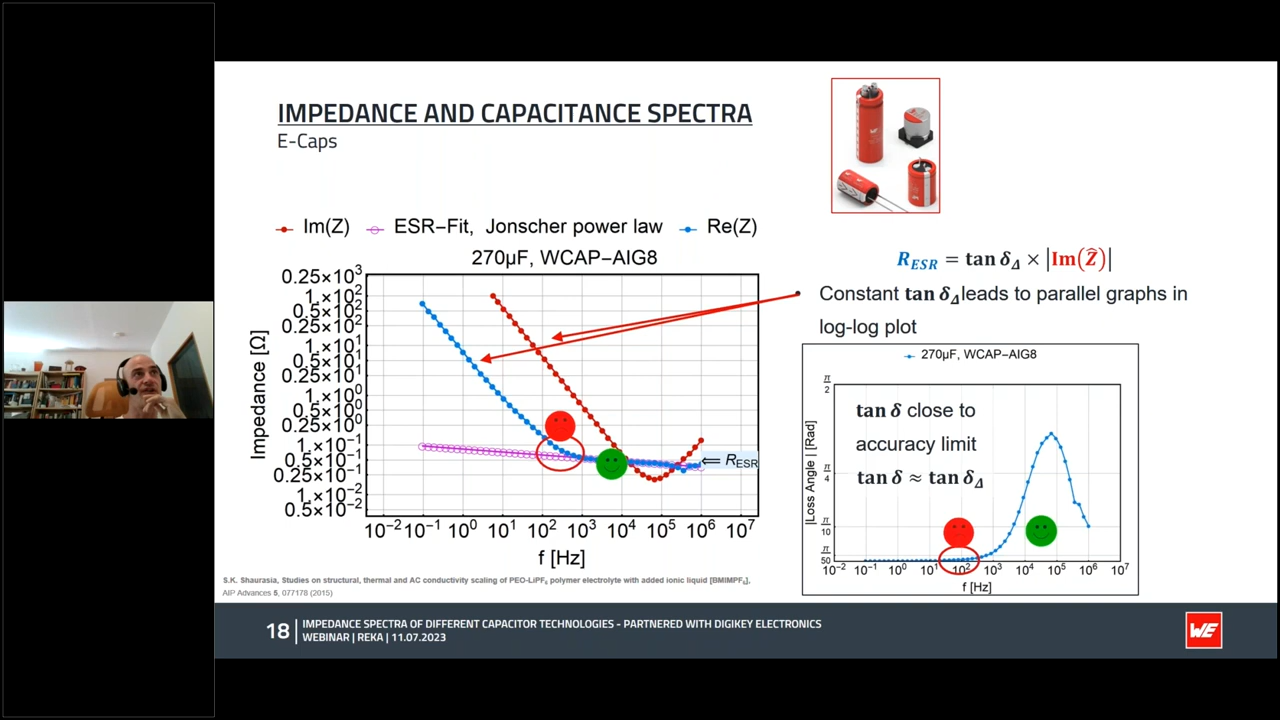 IMPEDANCE AND CAPACITANCE SPECTRA
E-Caps
Im(Z) ESR−Fit, Jonscher power law Re(Z)
270µF, WCAP−AIG8
Impedance [Ω]
0.25×10³
1.×10²
0.5×10²
0.25×10²
1.×10¹
0.5×10¹
0.25×10¹
1.×10⁰
0.5×10⁰
0.25×10⁰
1.×10⁻¹
0.5×10⁻¹
0.25×10⁻¹
1.×10⁻²
0.5×10⁻²
⇐ R_ESR
10⁻² 10⁻¹ 10⁰ 10¹ 10² 10³ 10⁴ 10⁵ 10⁶ 10⁷
f [Hz]
R_ESR = tan δ_Δ × |Im(Ẑ)|
Constant tan δ_Δ leads to parallel graphs in
log-log plot
270µF, WCAP−AIG8
|Loss Angle| [Rad]
π/2
π/4
π/10
π/50
tan δ close to
accuracy limit
tan δ ≈ tan δ_Δ
10⁻² 10⁻¹ 10⁰ 10¹ 10² 10³ 10⁴ 10⁵ 10⁶ 10⁷
f [Hz]
S.K. Shaurasia, Studies on structural, thermal and AC conductivity scaling of PEO-LiPF₆ polymer electrolyte with added ionic liquid [BMIMPF₆],
AIP Advances 5, 077178 (2015)
18
IMPEDANCE SPECTRA OF DIFFERENT CAPACITOR TECHNOLOGIES - PARTNERED WITH DIGIKEY ELECTRONICS
WEBINAR | REKA | 11.07.2023
WE